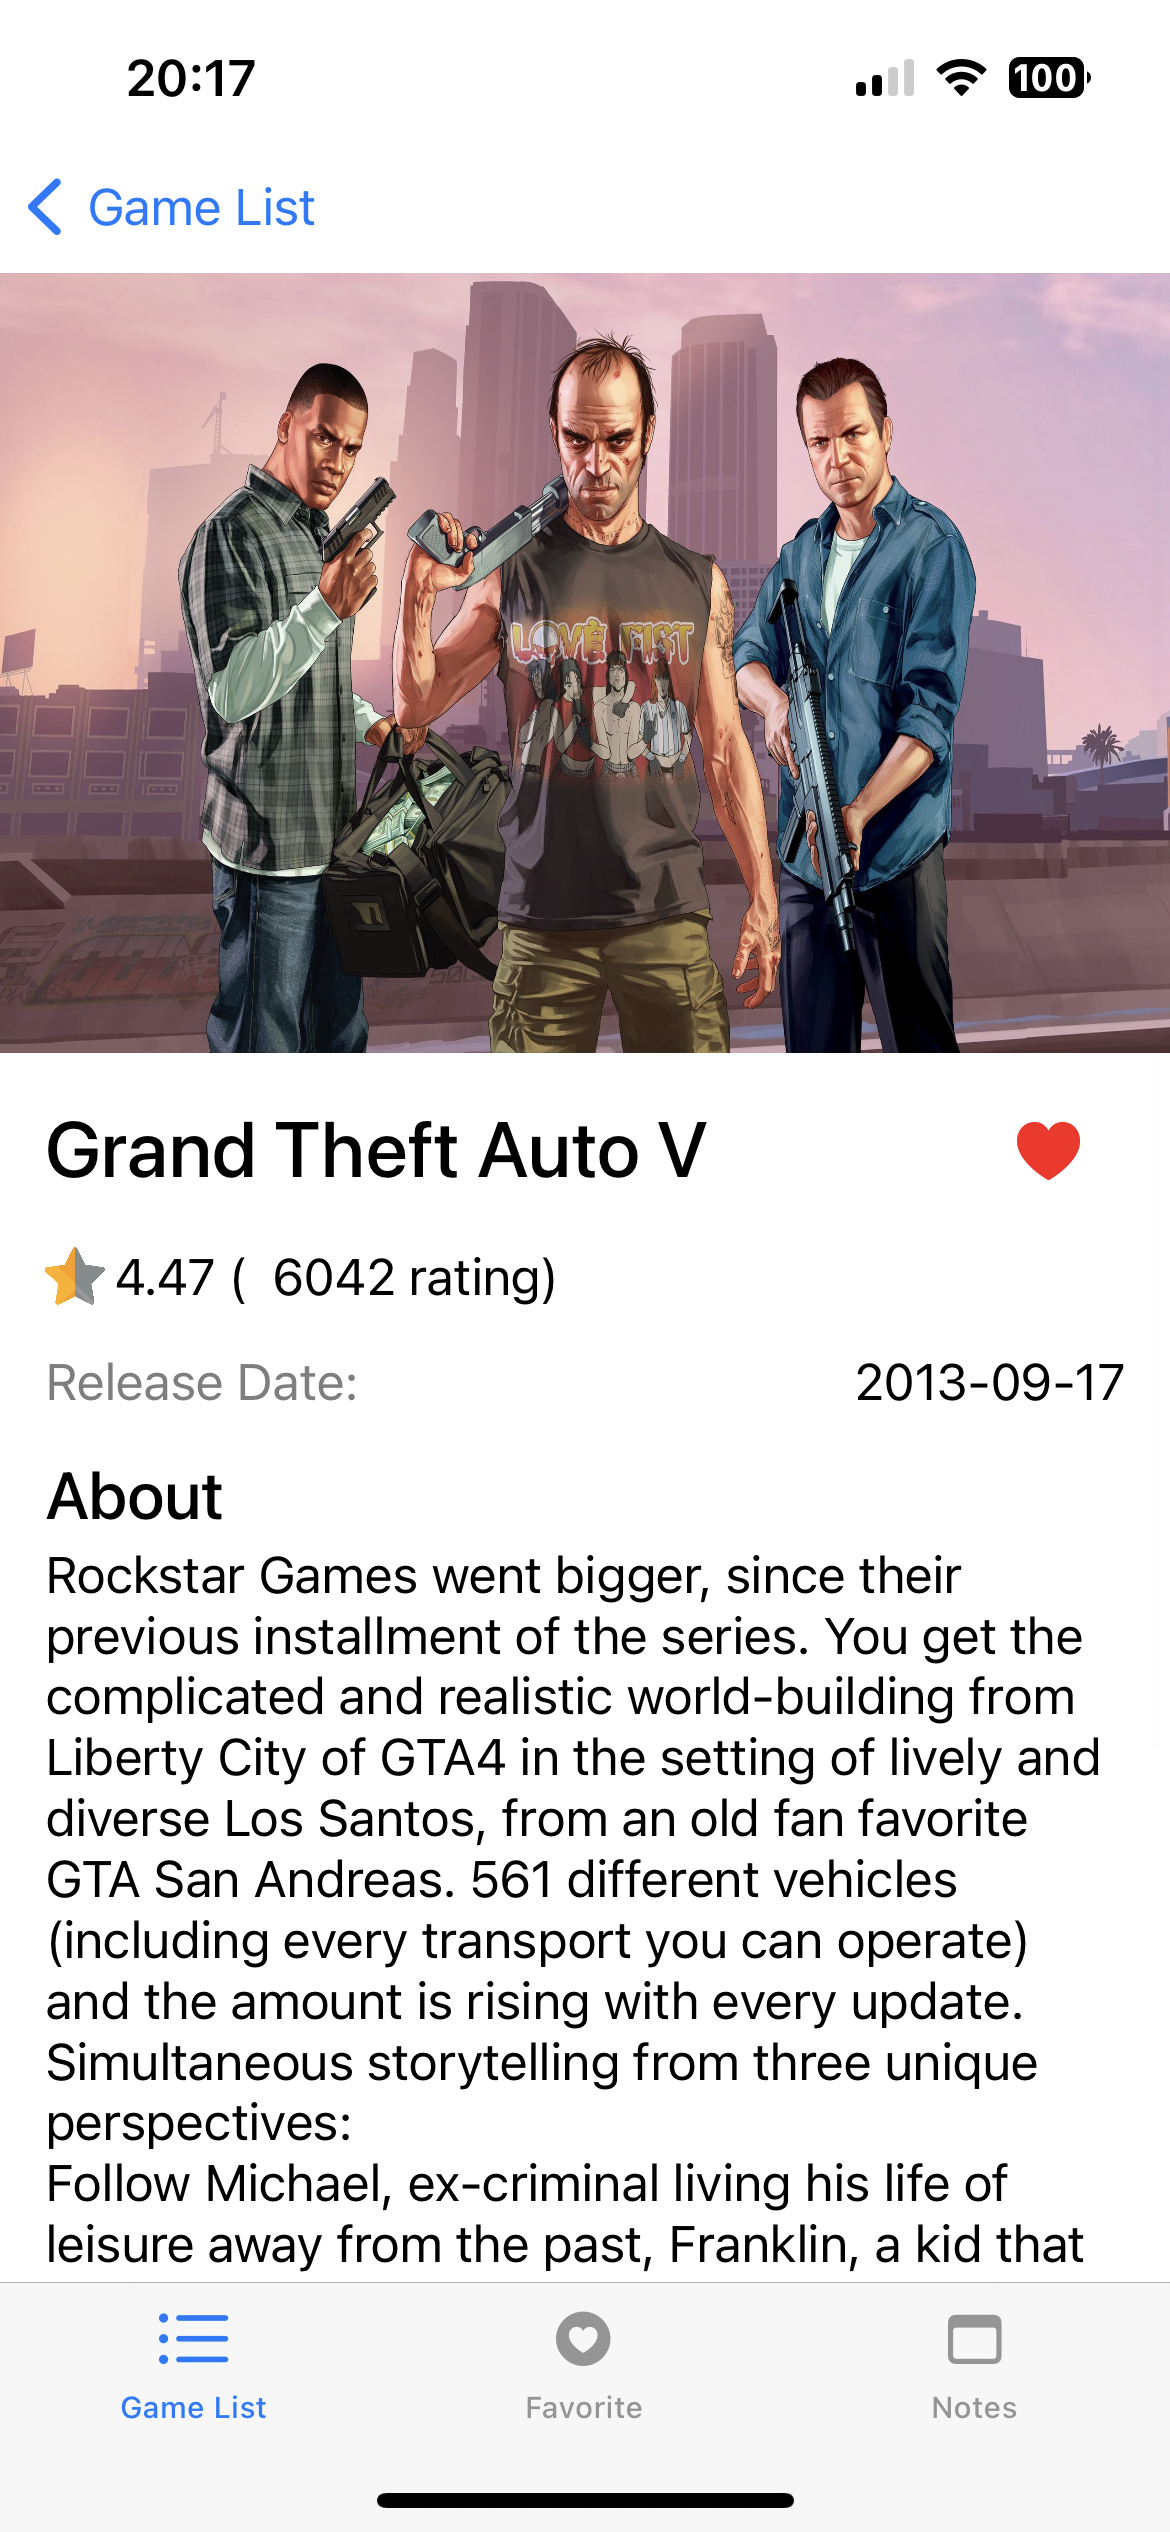 20:17
100
Game List
LOVE FIST
Grand Theft Auto V
4.47 (  6042 rating)
Release Date:
2013-09-17
About
Rockstar Games went bigger, since their
previous installment of the series. You get the
complicated and realistic world-building from
Liberty City of GTA4 in the setting of lively and
diverse Los Santos, from an old fan favorite
GTA San Andreas. 561 different vehicles
(including every transport you can operate)
and the amount is rising with every update.
Simultaneous storytelling from three unique
perspectives:
Follow Michael, ex-criminal living his life of
leisure away from the past, Franklin, a kid that
Game List
Favorite
Notes